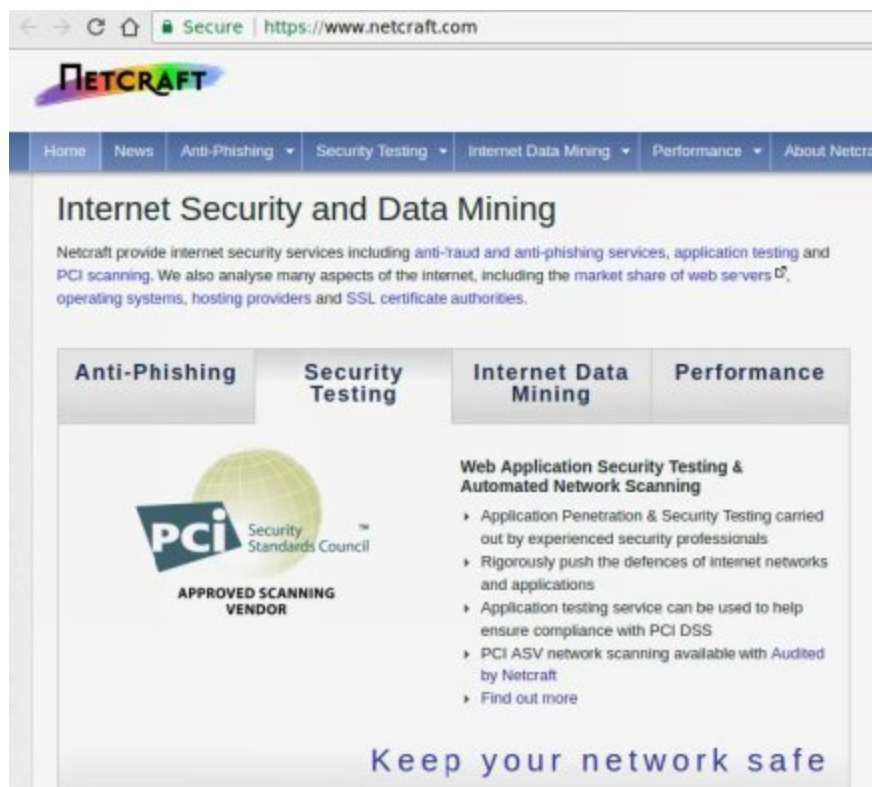 Secure | https://www.netcraft.com
NETCRAFT
Home News Anti-Phishing Security Testing Internet Data Mining Performance About Netcra
Internet Security and Data Mining
Netcraft provide internet security services including anti-fraud and anti-phishing services, application testing and
PCI scanning. We also analyse many aspects of the internet, including the market share of web servers,
operating systems, hosting providers and SSL certificate authorities.
Anti-Phishing
Security
Testing
Internet Data
Mining
Performance
PCI Security
Standards Council
™
APPROVED SCANNING
VENDOR
Web Application Security Testing &
Automated Network Scanning
Application Penetration & Security Testing carried
out by experienced security professionals
Rigorously push the defences of internet networks
and applications
Application testing service can be used to help
ensure compliance with PCI DSS
PCI ASV network scanning available with Audited
by Netcraft
Find out more
Keep your network safe